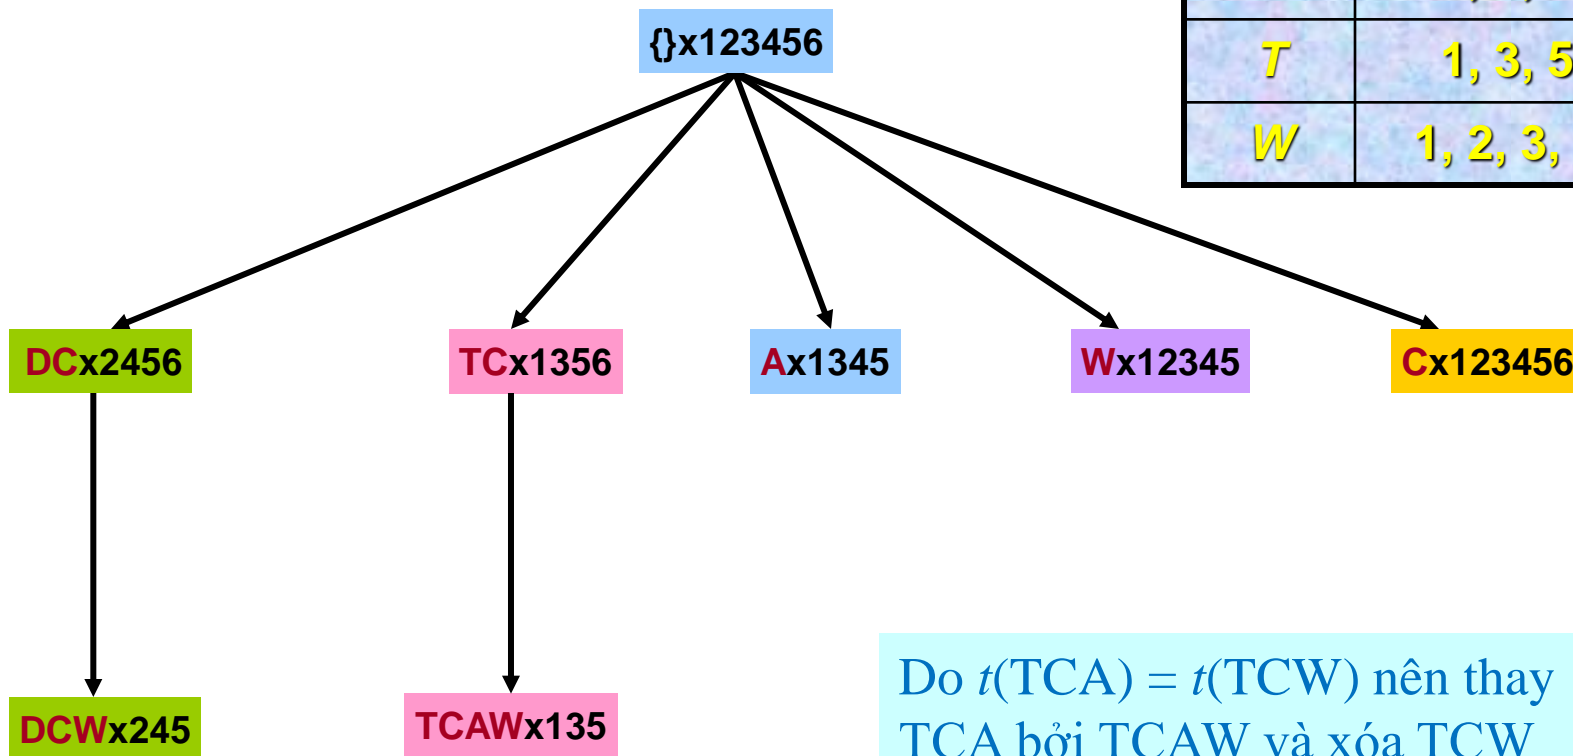 {}x123456
T 1, 3, 5
W 1, 2, 3,
DCx2456 TCx1356 Ax1345 Wx12345 Cx123456
DCWx245 TCAWx135
Do t(TCA) = t(TCW) nên thay
TCA bởi TCAW và xóa TCW